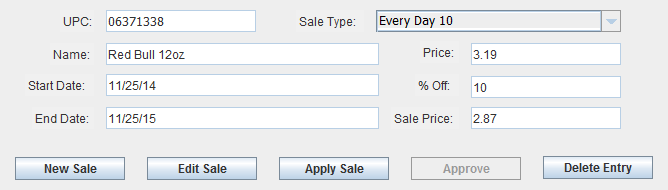 UPC: 06371338 Sale Type: Every Day 10
Name: Red Bull 12oz Price: 3.19
Start Date: 11/25/14 % Off: 10
End Date: 11/25/15 Sale Price: 2.87
New Sale Edit Sale Apply Sale Approve Delete Entry